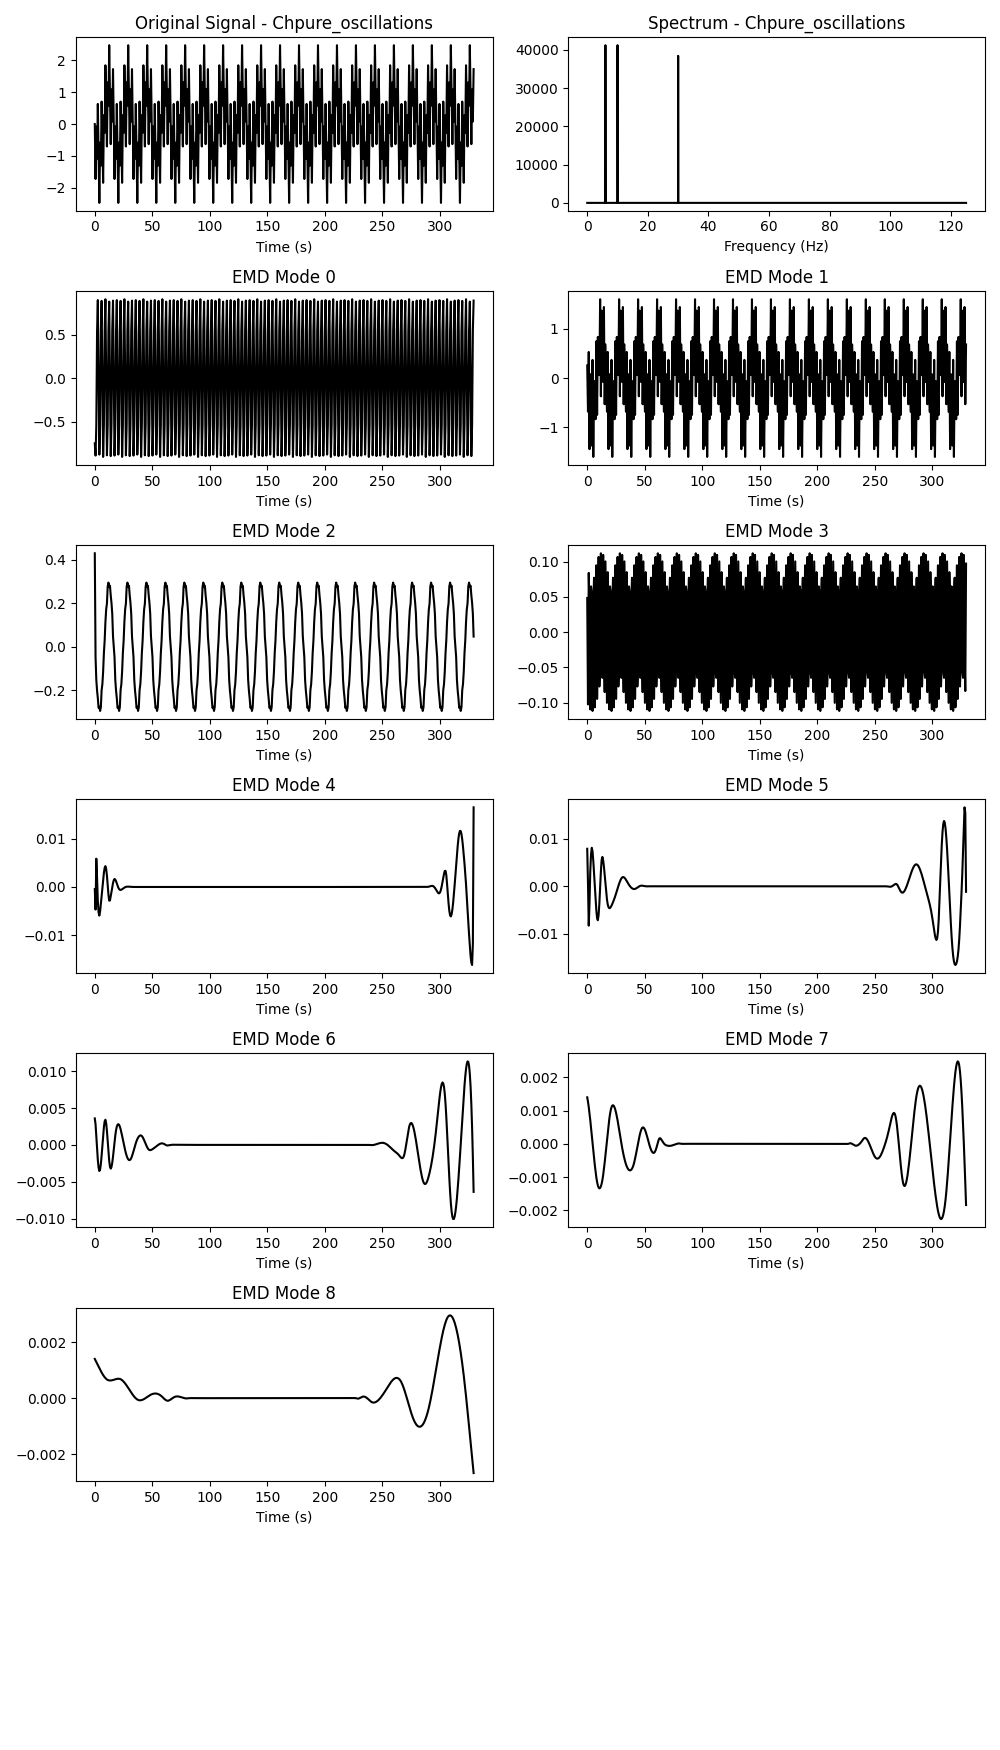 Original Signal - Chpure_oscillations
Spectrum - Chpure_oscillations
2
1
0
−1
−2
0 50 100 150 200 250 300
Time (s)
40000
30000
20000
10000
0
0 20 40 60 80 100 120
Frequency (Hz)
EMD Mode 0
0.5
0.0
−0.5
0 50 100 150 200 250 300
Time (s)
EMD Mode 1
1
0
−1
0 50 100 150 200 250 300
Time (s)
EMD Mode 2
0.4
0.2
0.0
−0.2
0 50 100 150 200 250 300
Time (s)
EMD Mode 3
0.10
0.05
0.00
−0.05
−0.10
0 50 100 150 200 250 300
Time (s)
EMD Mode 4
0.01
0.00
−0.01
0 50 100 150 200 250 300
Time (s)
EMD Mode 5
0.01
0.00
−0.01
0 50 100 150 200 250 300
Time (s)
EMD Mode 6
0.010
0.005
0.000
−0.005
−0.010
0 50 100 150 200 250 300
Time (s)
EMD Mode 7
0.002
0.001
0.000
−0.001
−0.002
0 50 100 150 200 250 300
Time (s)
EMD Mode 8
0.002
0.000
−0.002
0 50 100 150 200 250 300
Time (s)